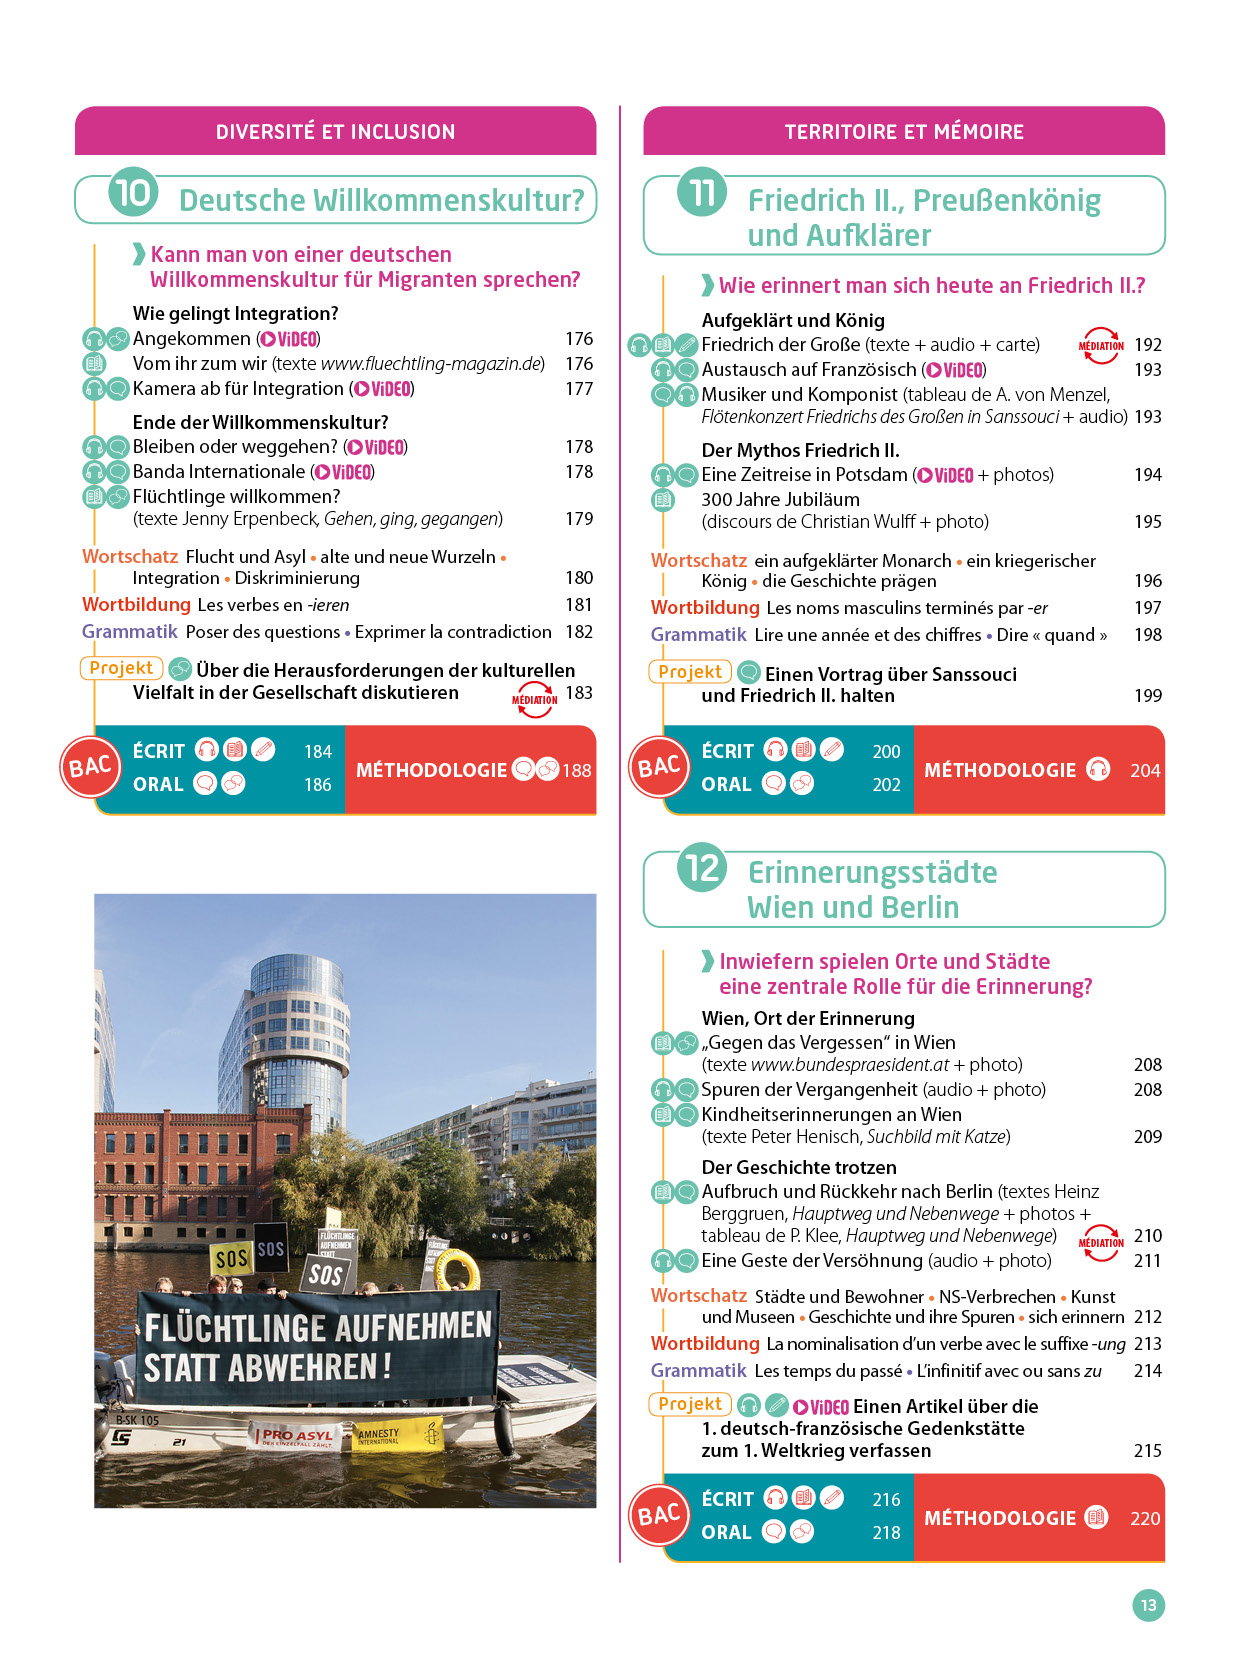 DIVERSITÉ ET INCLUSION
10 Deutsche Willkommenskultur?
Kann man von einer deutschen
Willkommenskultur für Migranten sprechen?
Wie gelingt Integration?
Angekommen (ViDEO) 176
Vom ihr zum wir (texte www.fluechtling-magazin.de) 176
Kamera ab für Integration (ViDEO) 177
Ende der Willkommenskultur?
Bleiben oder weggehen? (ViDEO) 178
Banda Internationale (ViDEO) 178
Flüchtlinge willkommen?
(texte Jenny Erpenbeck, Gehen, ging, gegangen) 179
Wortschatz Flucht und Asyl • alte und neue Wurzeln •
Integration • Diskriminierung 180
Wortbildung Les verbes en -ieren 181
Grammatik Poser des questions • Exprimer la contradiction 182
Projekt Über die Herausforderungen der kulturellen
Vielfalt in der Gesellschaft diskutieren MÉDIATION 183
BAC
ÉCRIT 184
ORAL 186
MÉTHODOLOGIE 188
SOS
SOS
FLÜCHTLINGE
AUFNEHMEN
STATT
SOS
FLÜCHTLINGE AUFNEHMEN
STATT ABWEHREN!
B-SK 105
21
PRO ASYL
DER EINZELFALL ZÄHLT.
AMNESTY
INTERNATIONAL
TERRITOIRE ET MÉMOIRE
11 Friedrich II., Preußenkönig
und Aufklärer
Wie erinnert man sich heute an Friedrich II.?
Aufgeklärt und König
Friedrich der Große (texte + audio + carte) MÉDIATION 192
Austausch auf Französisch (ViDEO) 193
Musiker und Komponist (tableau de A. von Menzel,
Flötenkonzert Friedrichs des Großen in Sanssouci + audio) 193
Der Mythos Friedrich II.
Eine Zeitreise in Potsdam (ViDEO + photos) 194
300 Jahre Jubiläum
(discours de Christian Wulff + photo) 195
Wortschatz ein aufgeklärter Monarch • ein kriegerischer
König • die Geschichte prägen 196
Wortbildung Les noms masculins terminés par -er 197
Grammatik Lire une année et des chiffres • Dire « quand » 198
Projekt Einen Vortrag über Sanssouci
und Friedrich II. halten 199
BAC
ÉCRIT 200
ORAL 202
MÉTHODOLOGIE 204
12 Erinnerungsstädte
Wien und Berlin
Inwiefern spielen Orte und Städte
eine zentrale Rolle für die Erinnerung?
Wien, Ort der Erinnerung
„Gegen das Vergessen“ in Wien
(texte www.bundespraesident.at + photo) 208
Spuren der Vergangenheit (audio + photo) 208
Kindheitserinnerungen an Wien
(texte Peter Henisch, Suchbild mit Katze) 209
Der Geschichte trotzen
Aufbruch und Rückkehr nach Berlin (textes Heinz
Berggruen, Hauptweg und Nebenwege + photos +
tableau de P. Klee, Hauptweg und Nebenwege) MÉDIATION 210
Eine Geste der Versöhnung (audio + photo) 211
Wortschatz Städte und Bewohner • NS-Verbrechen • Kunst
und Museen • Geschichte und ihre Spuren • sich erinnern 212
Wortbildung La nominalisation d’un verbe avec le suffixe -ung 213
Grammatik Les temps du passé • L’infinitif avec ou sans zu 214
Projekt ViDEO Einen Artikel über die
1. deutsch-französische Gedenkstätte
zum 1. Weltkrieg verfassen 215
BAC
ÉCRIT 216
ORAL 218
MÉTHODOLOGIE 220
13